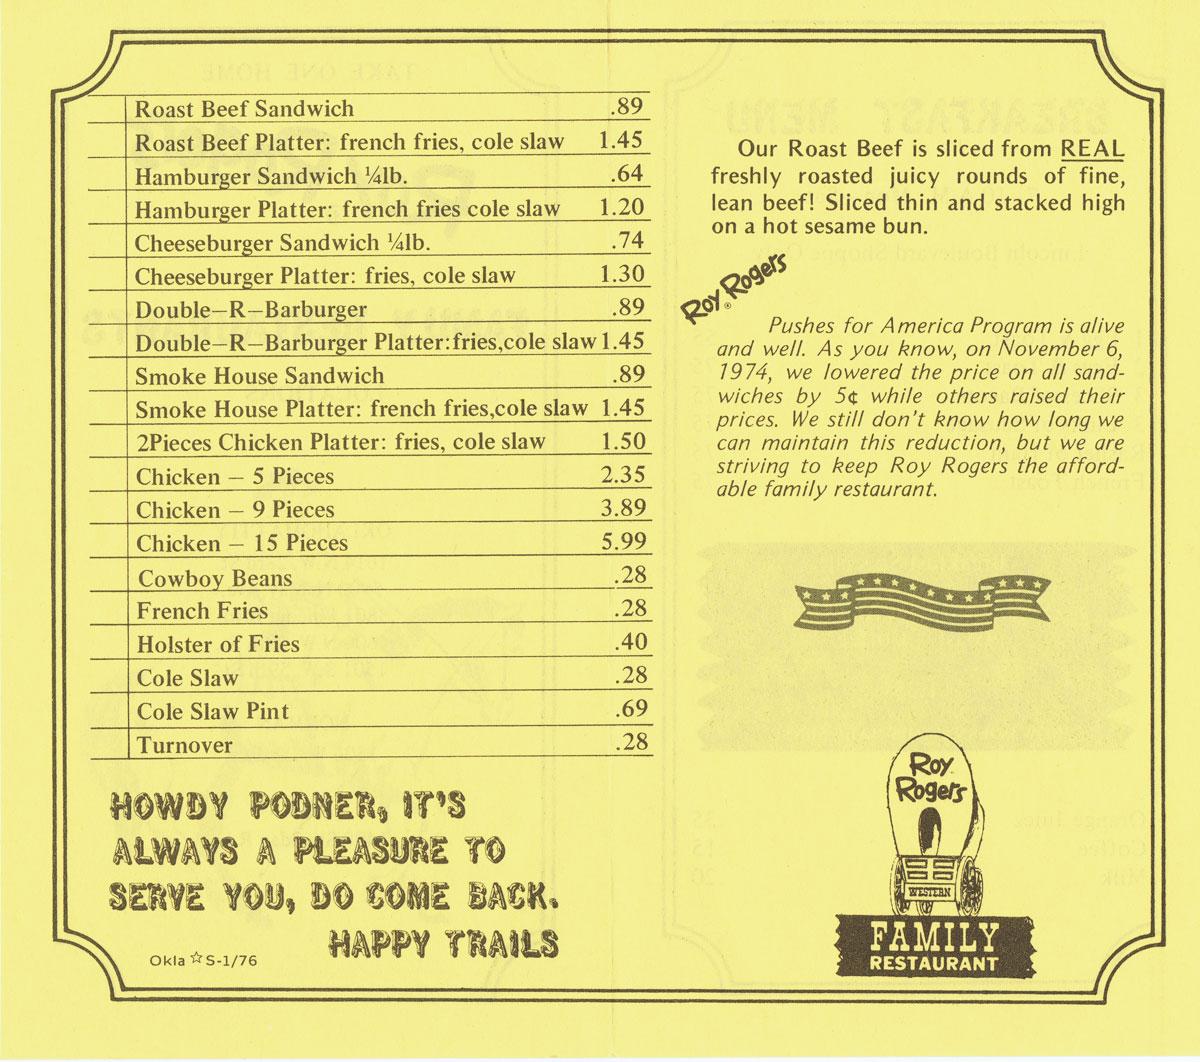 Roast Beef Sandwich .89
Roast Beef Platter: french fries, cole slaw 1.45
Hamburger Sandwich ¼lb. .64
Hamburger Platter: french fries cole slaw 1.20
Cheeseburger Sandwich ¼lb. .74
Cheeseburger Platter: fries, cole slaw 1.30
Double—R—Barburger .89
Double—R—Barburger Platter:fries,cole slaw 1.45
Smoke House Sandwich .89
Smoke House Platter: french fries,cole slaw 1.45
2Pieces Chicken Platter: fries, cole slaw 1.50
Chicken — 5 Pieces 2.35
Chicken — 9 Pieces 3.89
Chicken — 15 Pieces 5.99
Cowboy Beans .28
French Fries .28
Holster of Fries .40
Cole Slaw .28
Cole Slaw Pint .69
Turnover .28
HOWDY PODNER, IT'S
ALWAYS A PLEASURE TO
SERVE YOU, DO COME BACK.
HAPPY TRAILS
Okla ☆ S-1/76
Our Roast Beef is sliced from REAL
freshly roasted juicy rounds of fine,
lean beef! Sliced thin and stacked high
on a hot sesame bun.
Roy Rogers®
Pushes for America Program is alive
and well. As you know, on November 6,
1974, we lowered the price on all sand-
wiches by 5¢ while others raised their
prices. We still don't know how long we
can maintain this reduction, but we are
striving to keep Roy Rogers the afford-
able family restaurant.
Roy
Rogers
WESTERN
FAMILY
RESTAURANT